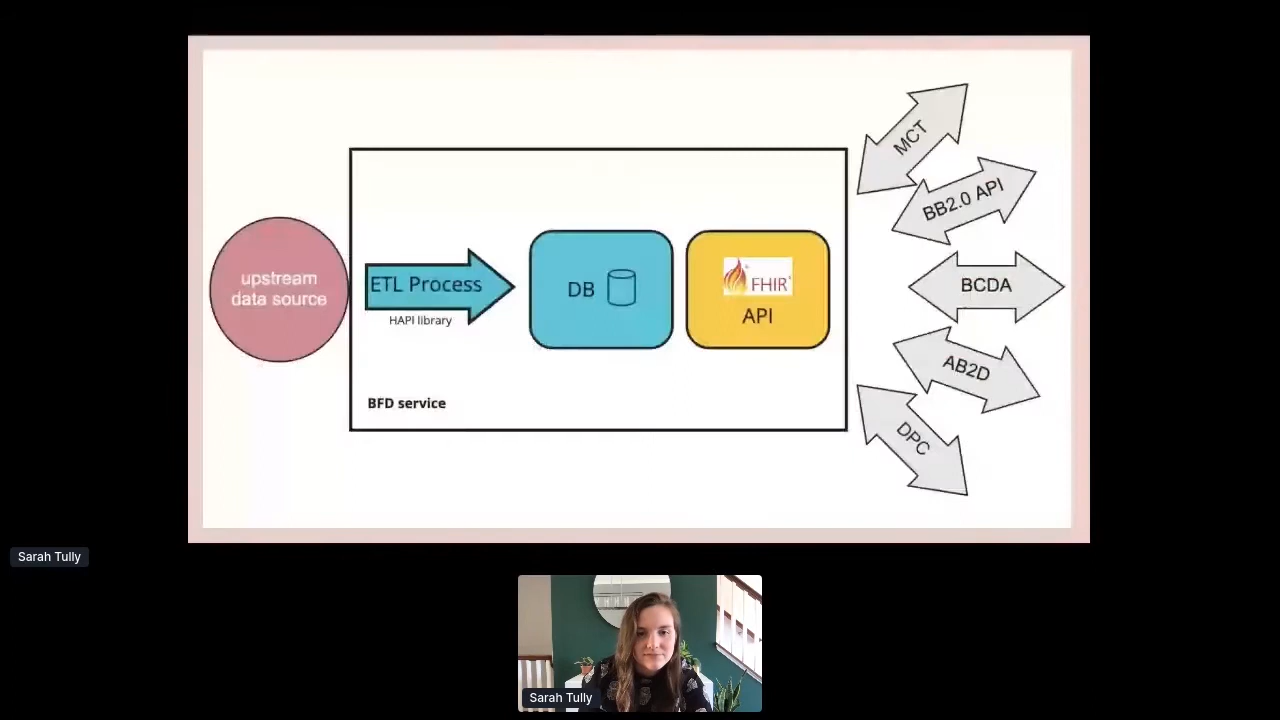 upstream
data source
ETL Process
HAPI library
DB
FHIR
API
BFD service
MCT
BB2.0 API
BCDA
AB2D
DPC
Sarah Tully
Sarah Tully